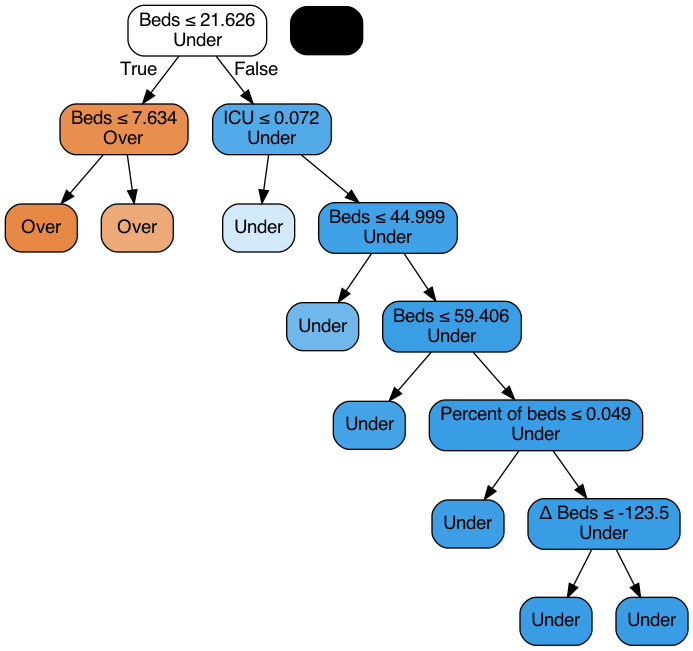 Beds ≤ 21.626
Under
True
False
Beds ≤ 7.634
Over
ICU ≤ 0.072
Under
Over
Over
Under
Beds ≤ 44.999
Under
Under
Beds ≤ 59.406
Under
Under
Percent of beds ≤ 0.049
Under
Under
Δ Beds ≤ -123.5
Under
Under
Under